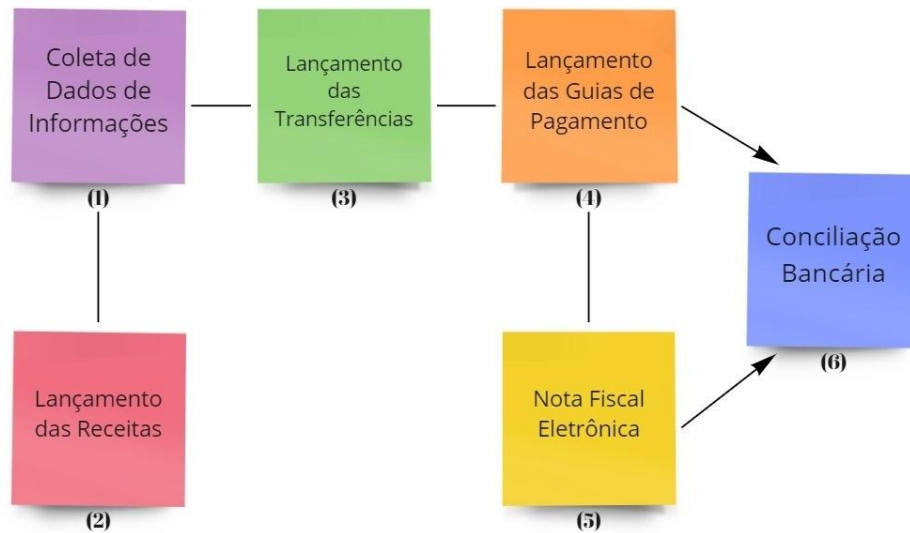 Coleta de
Dados de
Informações
(1)
Lançamento
das Receitas
(2)
Lançamento
das
Transferências
(3)
Lançamento
das Guias de
Pagamento
(4)
Nota Fiscal
Eletrônica
(5)
Conciliação
Bancária
(6)